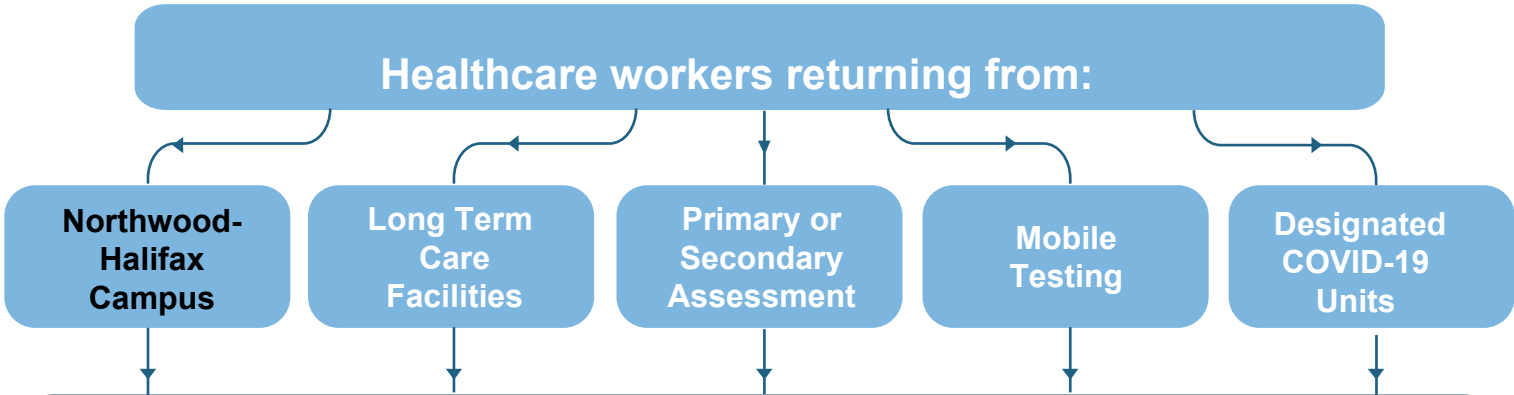 Healthcare workers returning from:
Northwood-
Halifax
Campus
Long Term
Care
Facilities
Primary or
Secondary
Assessment
Mobile
Testing
Designated
COVID-19
Units